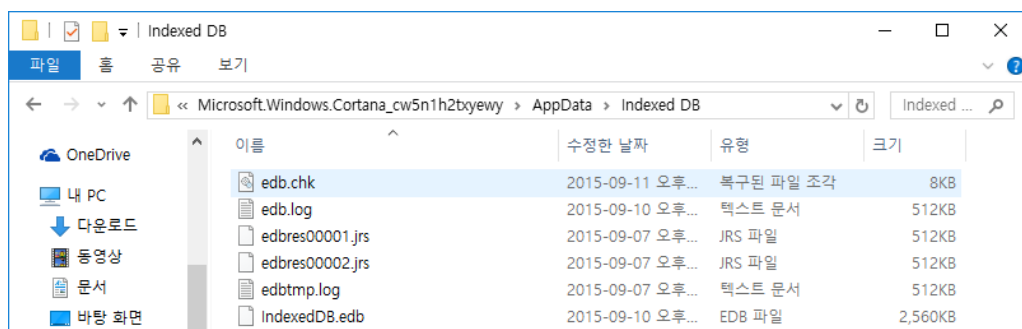 Indexed DB
파일 홈 공유 보기
« Microsoft.Windows.Cortana_cw5n1h2txyewy > AppData > Indexed DB Indexed ...
OneDrive
내 PC
다운로드
동영상
문서
바탕 화면
이름 수정한 날짜 유형 크기
edb.chk 2015-09-11 오후... 복구된 파일 조각 8KB
edb.log 2015-09-10 오후... 텍스트 문서 512KB
edbres00001.jrs 2015-09-07 오후... JRS 파일 512KB
edbres00002.jrs 2015-09-07 오후... JRS 파일 512KB
edbtmp.log 2015-09-07 오후... 텍스트 문서 512KB
IndexedDB.edb 2015-09-10 오후... EDB 파일 2,560KB